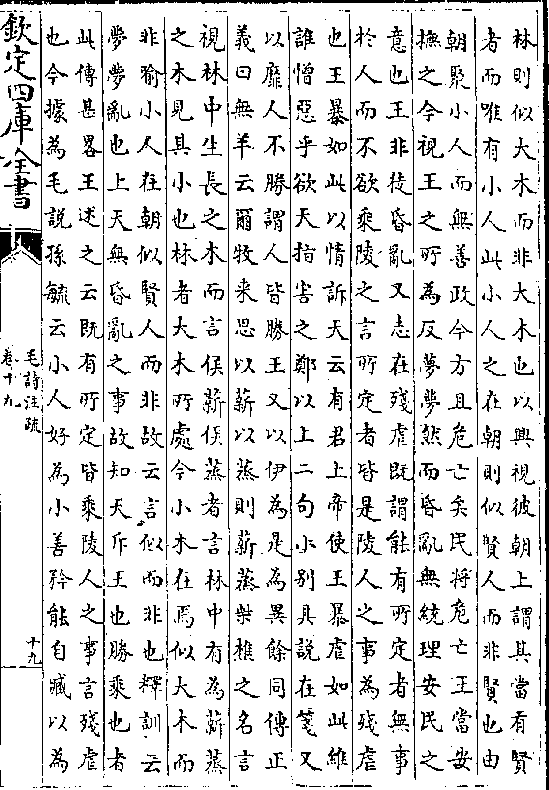 林則似大木而非大木也以興視彼朝上謂其當有賢
者而唯有小人此小人之在朝則似賢人而非賢也由
朝聚小人而無善政今方且危亡矣民將危亡王當安
撫之今視王之所為反夢夢然而昏亂無統理安民之
意也王非徒昏亂又志在殘虐既謂能有所定者無事
於人而不欲乘陵之言所定者皆是陵人之事為殘虐
也王暴如此以情訴天云有君上帝使王暴虐如此維
誰憎惡乎欲天指害之鄭以上二句小别具說在箋又
以靡人不勝謂人皆勝王又以伊為是為異餘同傳正
義曰無羊云爾牧来思以薪以蒸則薪蒸柴樵之名言
視林中生長之木而言侯薪侯蒸者言林中有為薪蒸
之木見其小也林者大木所處今小木在焉似大木而
非喻小人在朝似賢人而非故云言似而非也釋訓云
夢夢亂也上天無昏亂之事故知天斥王也勝乘也者
此傳甚畧王述之云既有所定皆乘陵人之事言殘虐
也今據為毛說孫毓云小人好為小善矜能自臧以為
欽定四庫全書
毛詩注疏
卷十九
十九